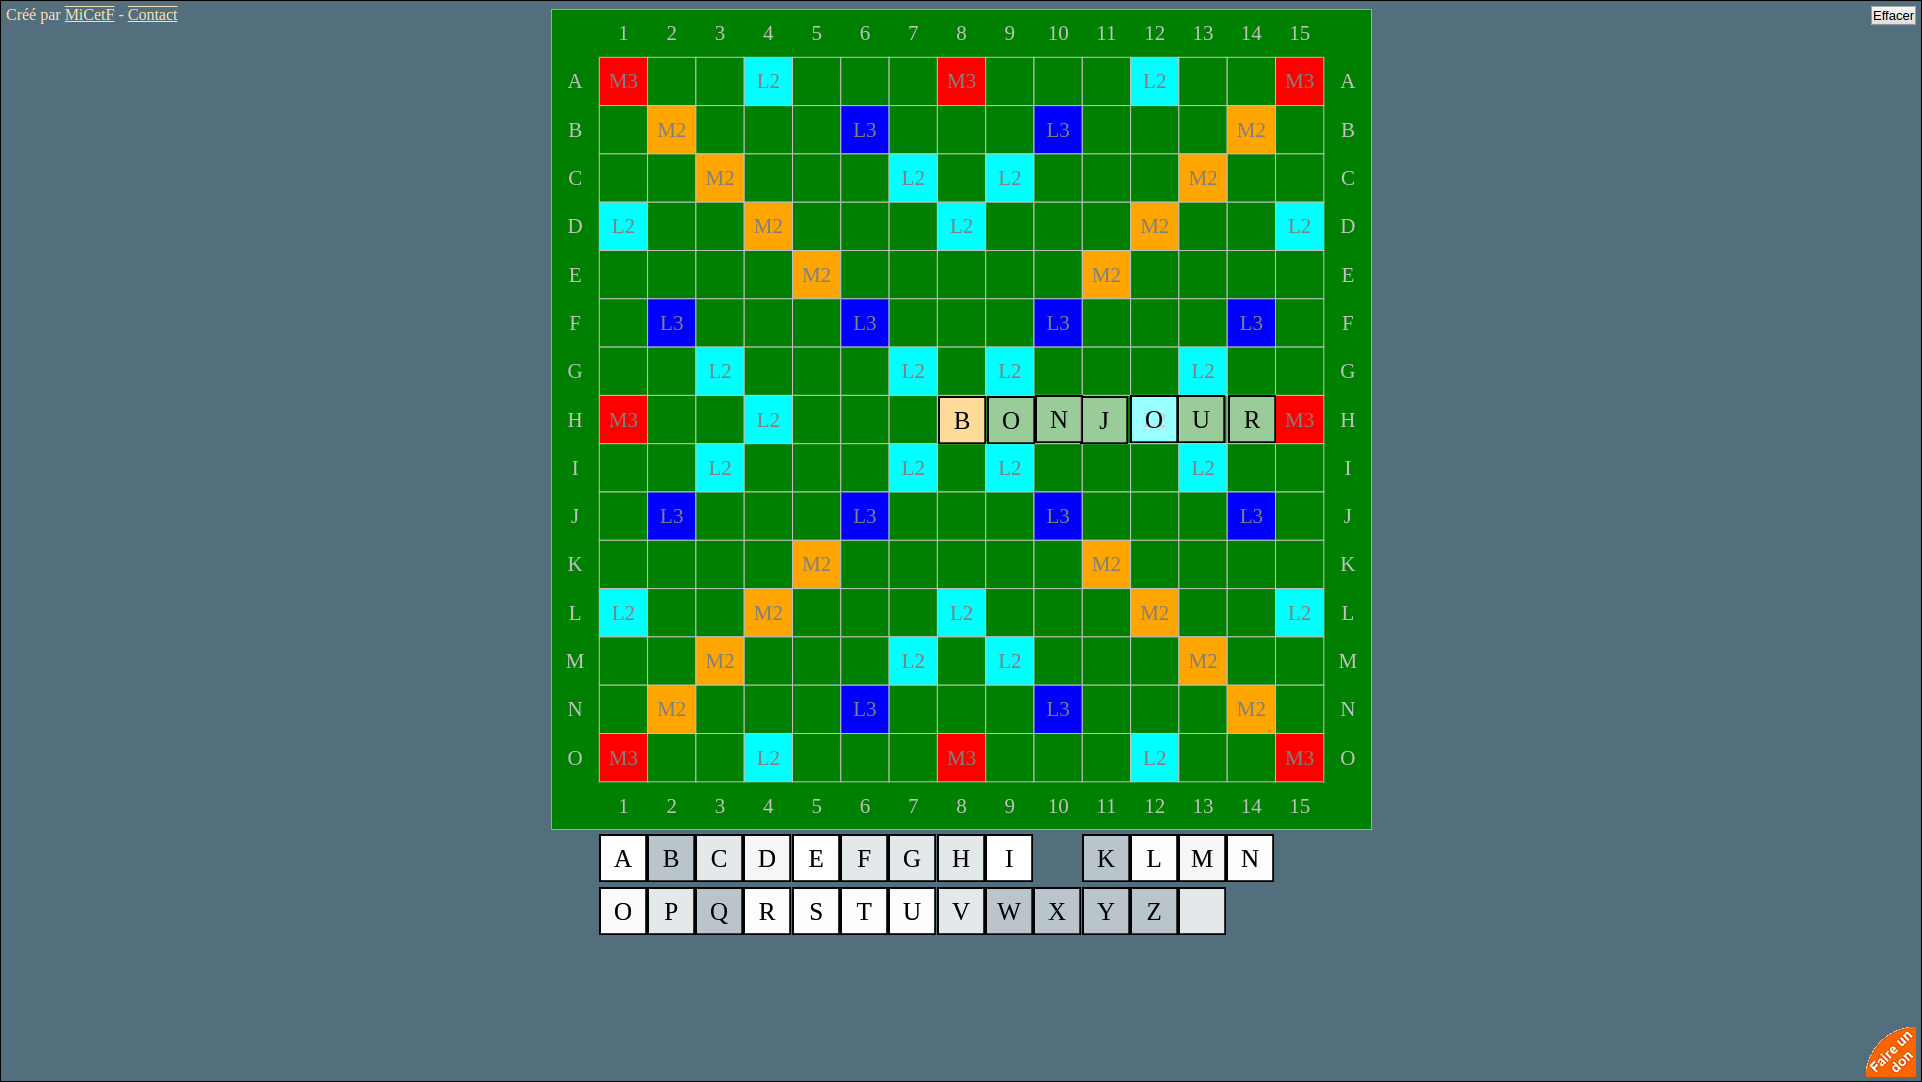 Créé par MiCetF - Contact
Effacer
1 2 3 4 5 6 7 8 9 10 11 12 13 14 15
A M3 L2 M3 L2 M3 A
B M2 L3 L3 M2 B
C M2 L2 L2 M2 C
D L2 M2 L2 M2 L2 D
E M2 M2 E
F L3 L3 L3 L3 F
G L2 L2 L2 L2 G
H M3 L2 B O N J O U R M3 H
I L2 L2 L2 L2 I
J L3 L3 L3 L3 J
K M2 M2 K
L L2 M2 L2 M2 L2 L
M M2 L2 L2 M2 M
N M2 L3 L3 M2 N
O M3 L2 M3 L2 M3 O
1 2 3 4 5 6 7 8 9 10 11 12 13 14 15
A B C D E F G H I K L M N
O P Q R S T U V W X Y Z
Faire un
don